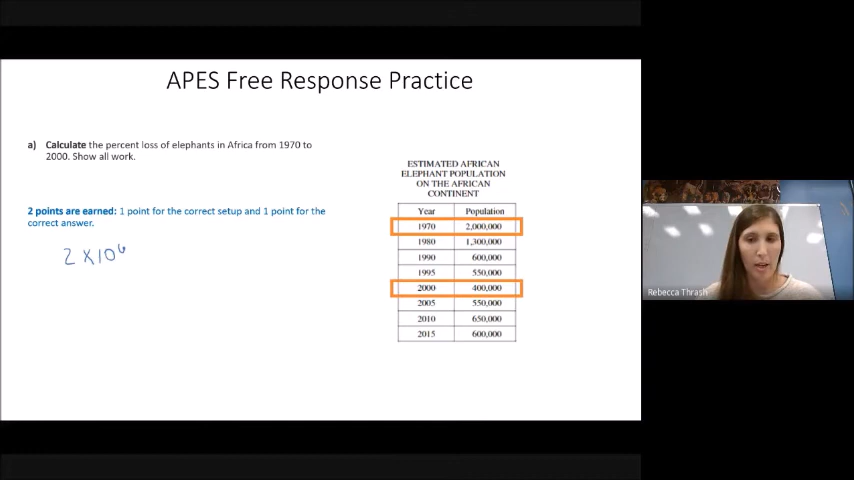 APES Free Response Practice
a) Calculate the percent loss of elephants in Africa from 1970 to
2000. Show all work.
2 points are earned: 1 point for the correct setup and 1 point for the
correct answer.
2 X 10⁶
ESTIMATED AFRICAN
ELEPHANT POPULATION
ON THE AFRICAN
CONTINENT
Year Population
1970 2,000,000
1980 1,300,000
1990 600,000
1995 550,000
2000 400,000
2005 550,000
2010 650,000
2015 600,000
Rebecca Thrash